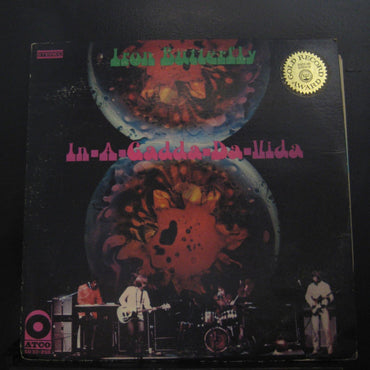 Iron Butterfly
GOLD RECORD
AWARD
In-A-Gadda-Da-Vida
ATCO